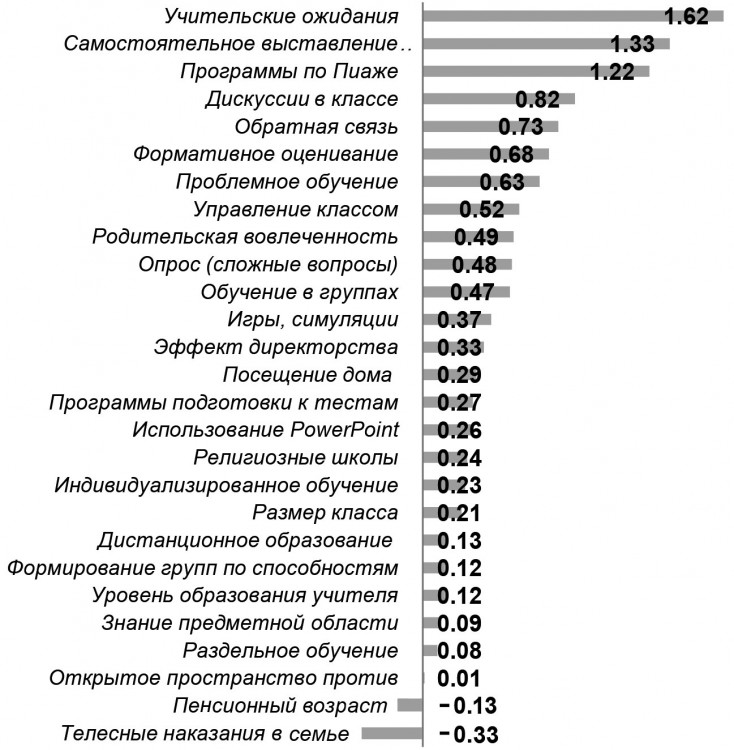 Учительские ожидания 1.62
Самостоятельное выставление .. 1.33
Программы по Пиаже 1.22
Дискуссии в классе 0.82
Обратная связь 0.73
Формативное оценивание 0.68
Проблемное обучение 0.63
Управление классом 0.52
Родительская вовлеченность 0.49
Опрос (сложные вопросы) 0.48
Обучение в группах 0.47
Игры, симуляции 0.37
Эффект директорства 0.33
Посещение дома 0.29
Программы подготовки к тестам 0.27
Использование PowerPoint 0.26
Религиозные школы 0.24
Индивидуализированное обучение 0.23
Размер класса 0.21
Дистанционное образование 0.13
Формирование групп по способностям 0.12
Уровень образования учителя 0.12
Знание предметной области 0.09
Раздельное обучение 0.08
Открытое пространство против 0.01
Пенсионный возраст −0.13
Телесные наказания в семье −0.33